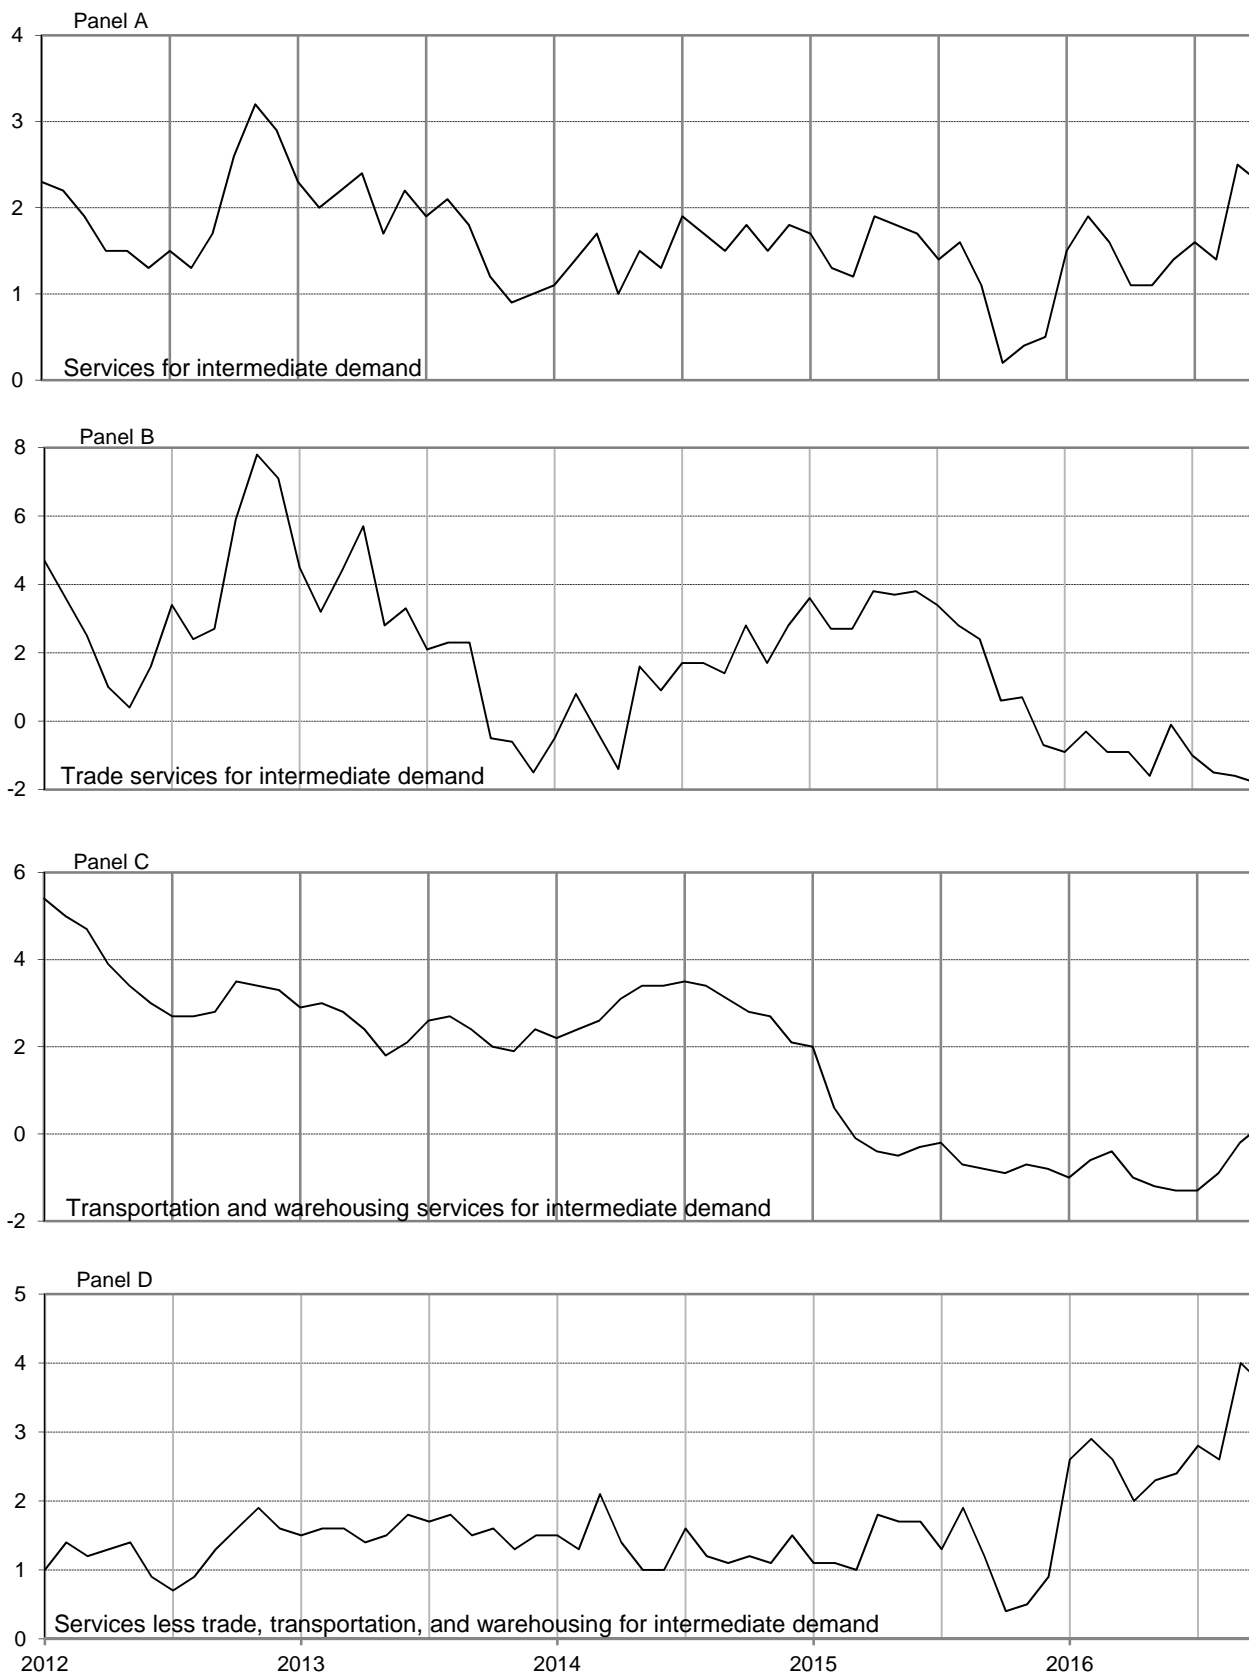 Panel A
4
3
2
1
0
Services for intermediate demand
Panel B
8
6
4
2
0
-2
Trade services for intermediate demand
Panel C
6
4
2
0
-2
Transportation and warehousing services for intermediate demand
Panel D
5
4
3
2
1
0
Services less trade, transportation, and warehousing for intermediate demand
2012 2013 2014 2015 2016